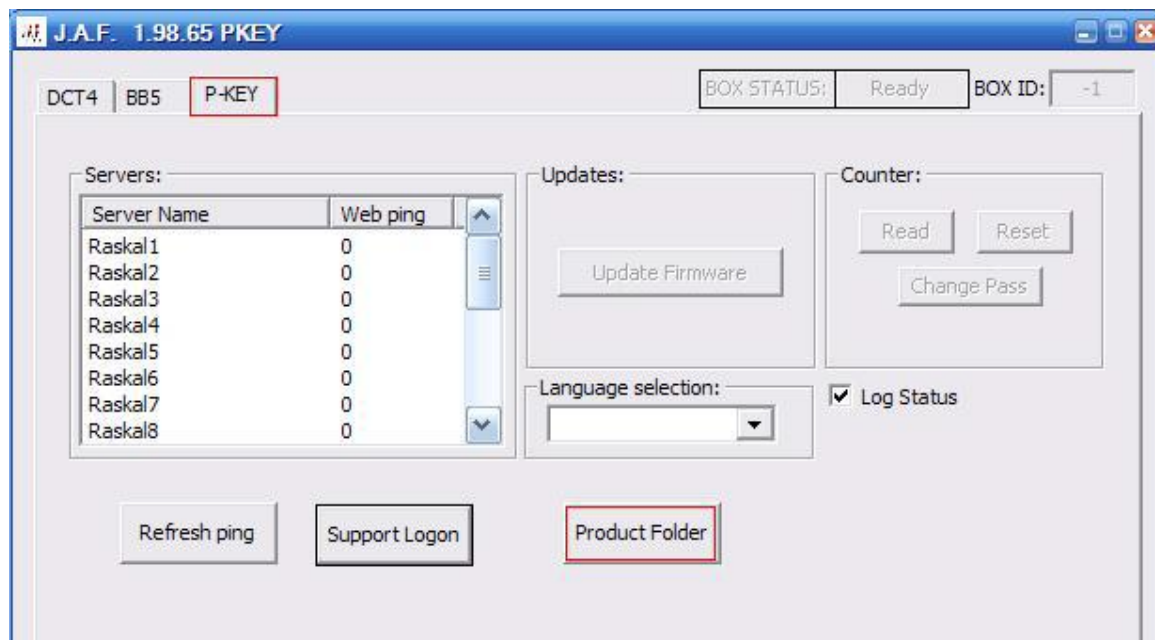 J.A.F. 1.98.65 PKEY
DCT4 BB5 P-KEY BOX STATUS: Ready BOX ID: -1
Servers:
Server Name Web ping
Raskal1 0
Raskal2 0
Raskal3 0
Raskal4 0
Raskal5 0
Raskal6 0
Raskal7 0
Raskal8 0
Updates:
Update Firmware
Counter:
Read Reset
Change Pass
Language selection:
Log Status
Refresh ping Support Logon Product Folder